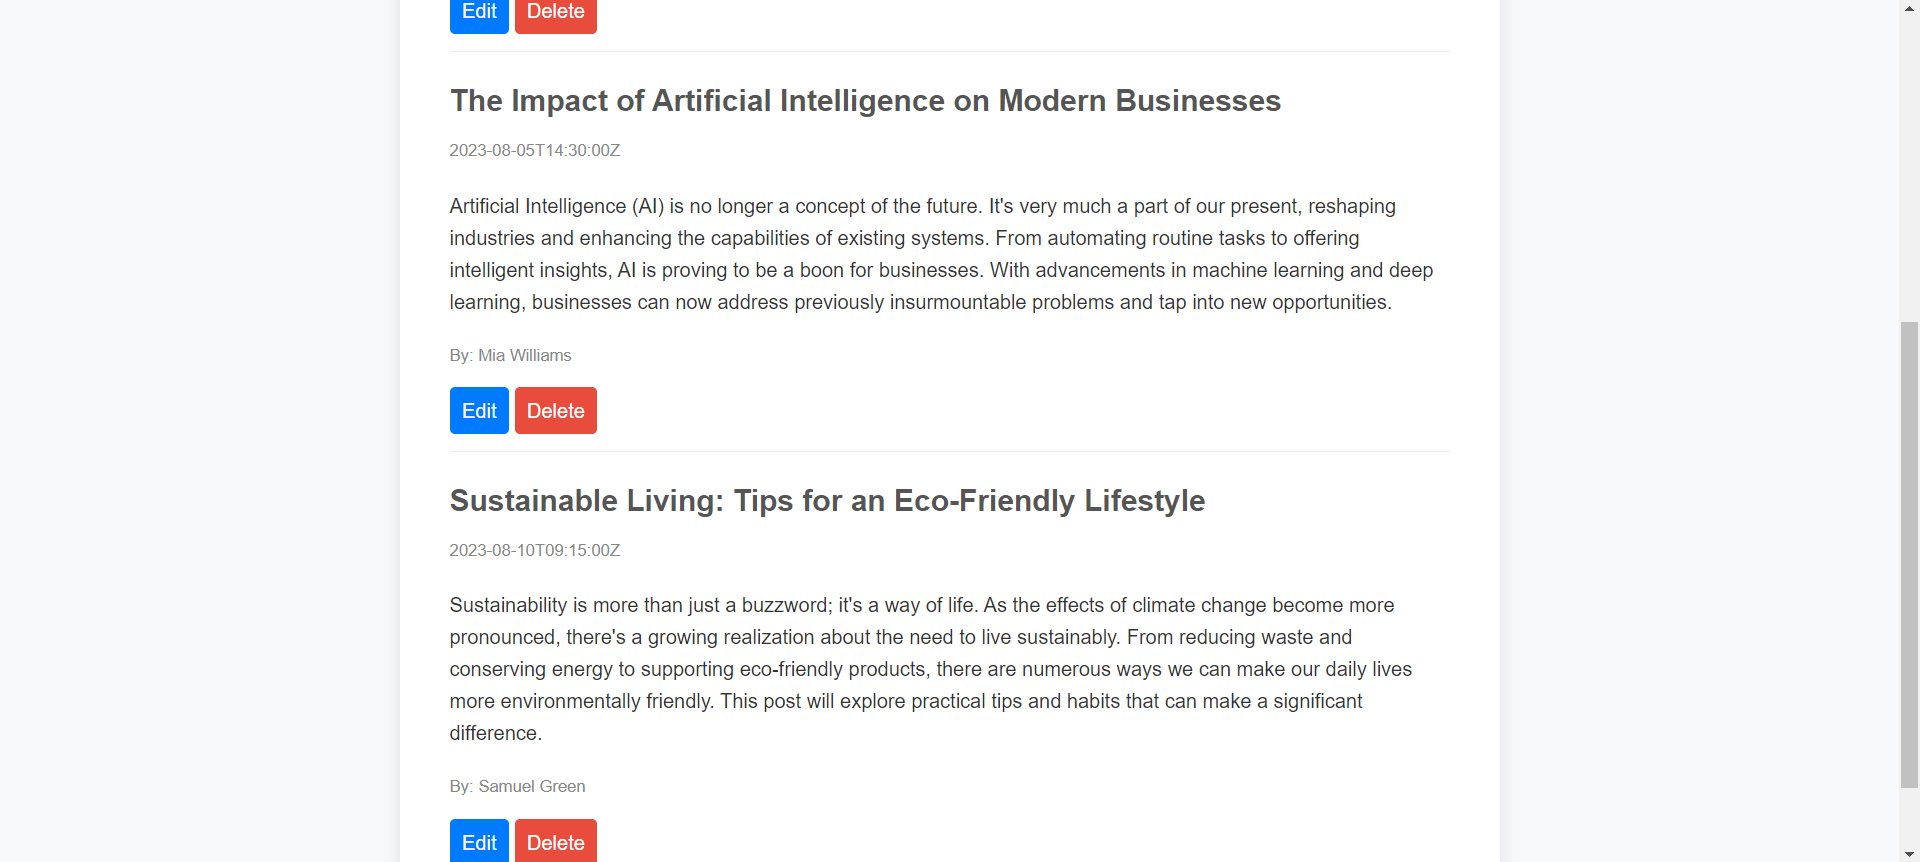 Edit Delete
The Impact of Artificial Intelligence on Modern Businesses
2023-08-05T14:30:00Z
Artificial Intelligence (AI) is no longer a concept of the future. It's very much a part of our present, reshaping
industries and enhancing the capabilities of existing systems. From automating routine tasks to offering
intelligent insights, AI is proving to be a boon for businesses. With advancements in machine learning and deep
learning, businesses can now address previously insurmountable problems and tap into new opportunities.
By: Mia Williams
Edit Delete
Sustainable Living: Tips for an Eco-Friendly Lifestyle
2023-08-10T09:15:00Z
Sustainability is more than just a buzzword; it's a way of life. As the effects of climate change become more
pronounced, there's a growing realization about the need to live sustainably. From reducing waste and
conserving energy to supporting eco-friendly products, there are numerous ways we can make our daily lives
more environmentally friendly. This post will explore practical tips and habits that can make a significant
difference.
By: Samuel Green
Edit Delete